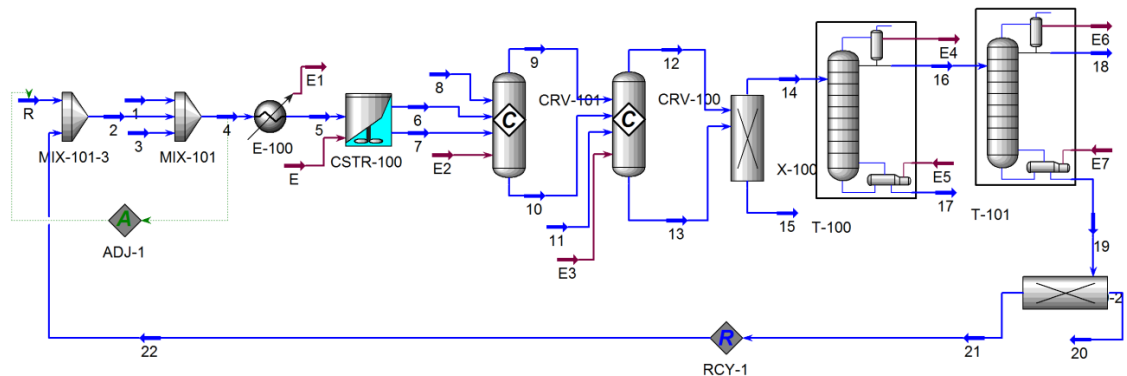 9
12
E4
E6
16
18
14
8
E1
CRV-101
CRV-100
R
1
2
3
4
5
6
7
C
C
MIX-101-3
MIX-101
E-100
CSTR-100
E
E2
E5
E7
X-100
17
10
11
13
15
T-100
T-101
A
ADJ-1
E3
19
-2
R
22
21
20
RCY-1